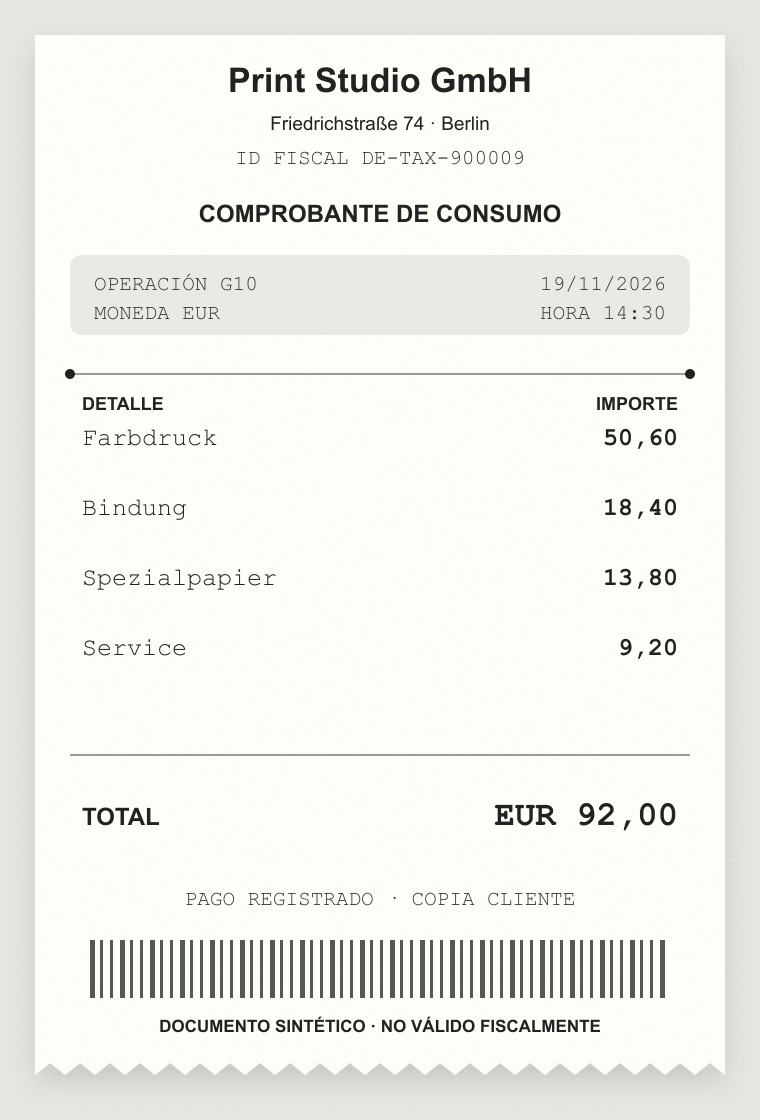 Print Studio GmbH
Friedrichstraße 74 · Berlin
ID FISCAL DE-TAX-900009
COMPROBANTE DE CONSUMO
OPERACIÓN G10 19/11/2026
MONEDA EUR HORA 14:30
DETALLE IMPORTE
Farbdruck 50,60
Bindung 18,40
Spezialpapier 13,80
Service 9,20
TOTAL EUR 92,00
PAGO REGISTRADO · COPIA CLIENTE
DOCUMENTO SINTÉTICO · NO VÁLIDO FISCALMENTE